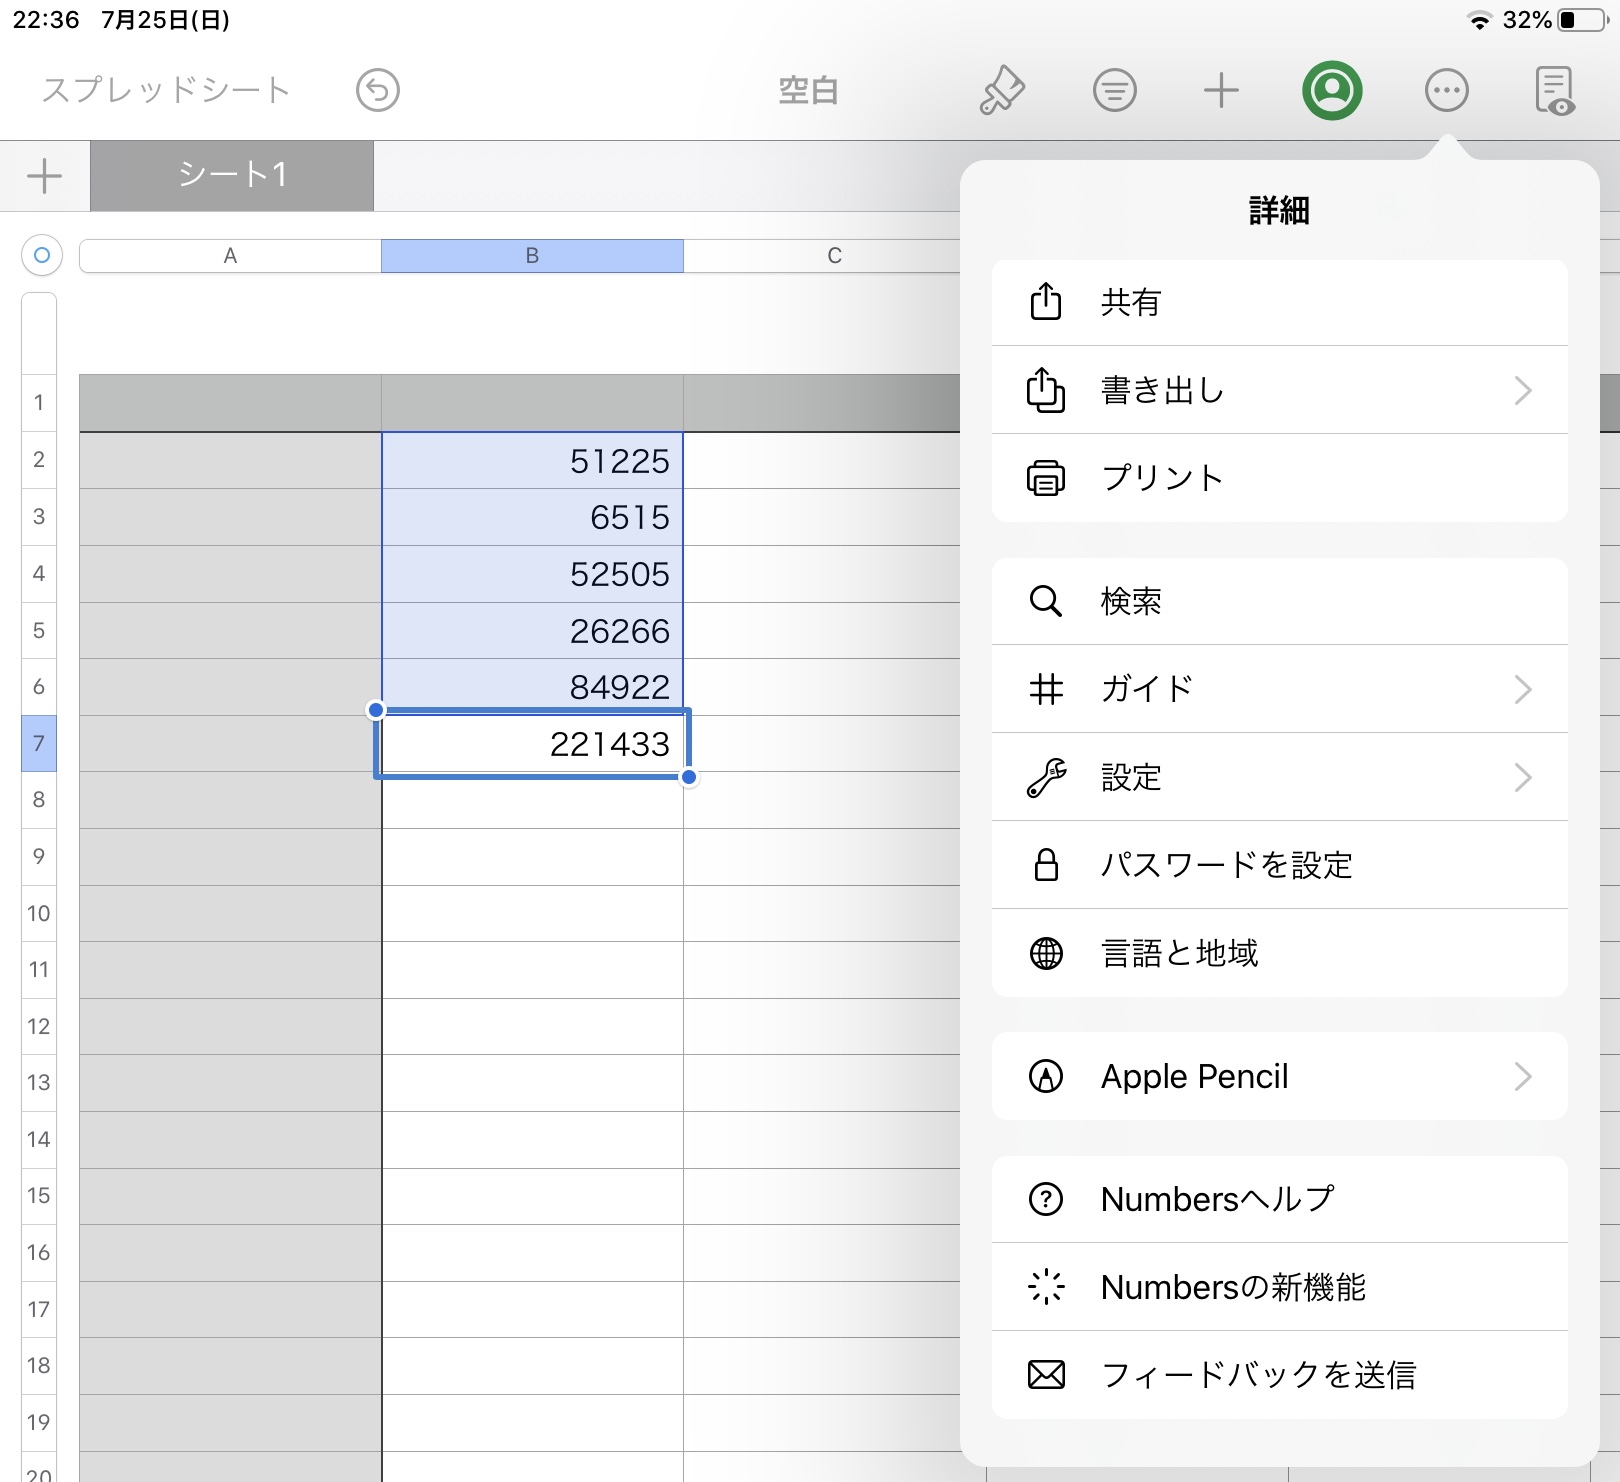 22:36 7月25日(日)
32%
スプレッドシート
空白
シート1
A B C
1
2 51225
3 6515
4 52505
5 26266
6 84922
7 221433
8
9
10
11
12
13
14
15
16
17
18
19
20
詳細
共有
書き出し
プリント
検索
ガイド
設定
パスワードを設定
言語と地域
Apple Pencil
Numbersヘルプ
Numbersの新機能
フィードバックを送信